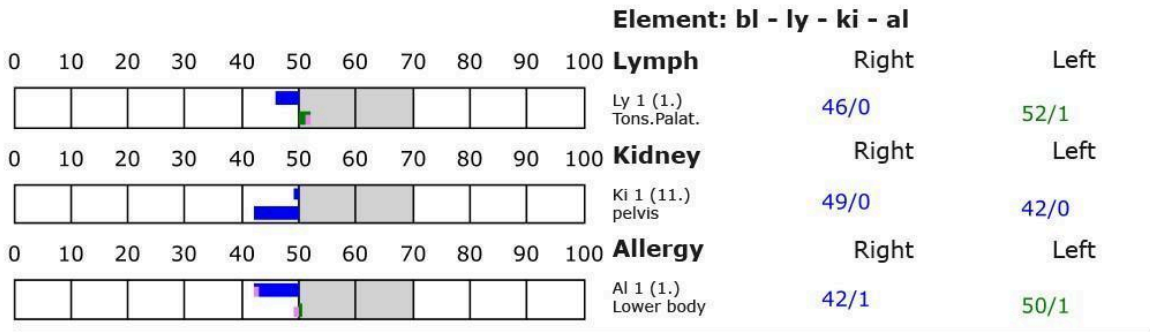 Element: bl - ly - ki - al
0 10 20 30 40 50 60 70 80 90 100 Lymph Right Left
Ly 1 (1.) 46/0 52/1
Tons.Palat.
0 10 20 30 40 50 60 70 80 90 100 Kidney Right Left
Ki 1 (11.) 49/0 42/0
pelvis
0 10 20 30 40 50 60 70 80 90 100 Allergy Right Left
Al 1 (1.) 42/1 50/1
Lower body